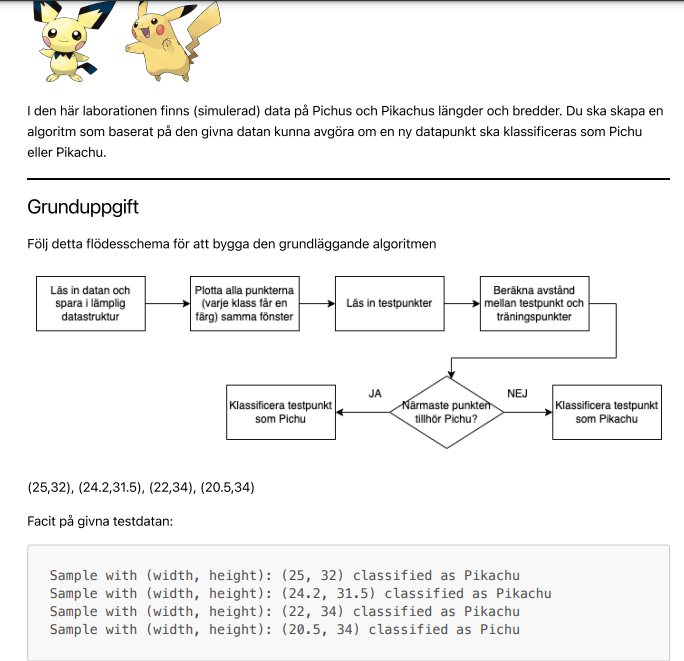 I den här laborationen finns (simulerad) data på Pichus och Pikachus längder och bredder. Du ska skapa en
algoritm som baserat på den givna datan kunna avgöra om en ny datapunkt ska klassificeras som Pichu
eller Pikachu.
Grunduppgift
Följ detta flödesschema för att bygga den grundläggande algoritmen
Läs in datan och
spara i lämplig
datastruktur
Plotta alla punkterna
(varje klass får en
färg) samma fönster
Läs in testpunkter
Beräkna avstånd
mellan testpunkt och
träningspunkter
Klassificera testpunkt
som Pichu
JA
Närmaste punkten
tillhör Pichu?
NEJ
Klassificera testpunkt
som Pikachu
(25,32), (24.2,31.5), (22,34), (20.5,34)
Facit på givna testdatan:
Sample with (width, height): (25, 32) classified as Pikachu
Sample with (width, height): (24.2, 31.5) classified as Pikachu
Sample with (width, height): (22, 34) classified as Pikachu
Sample with (width, height): (20.5, 34) classified as Pichu